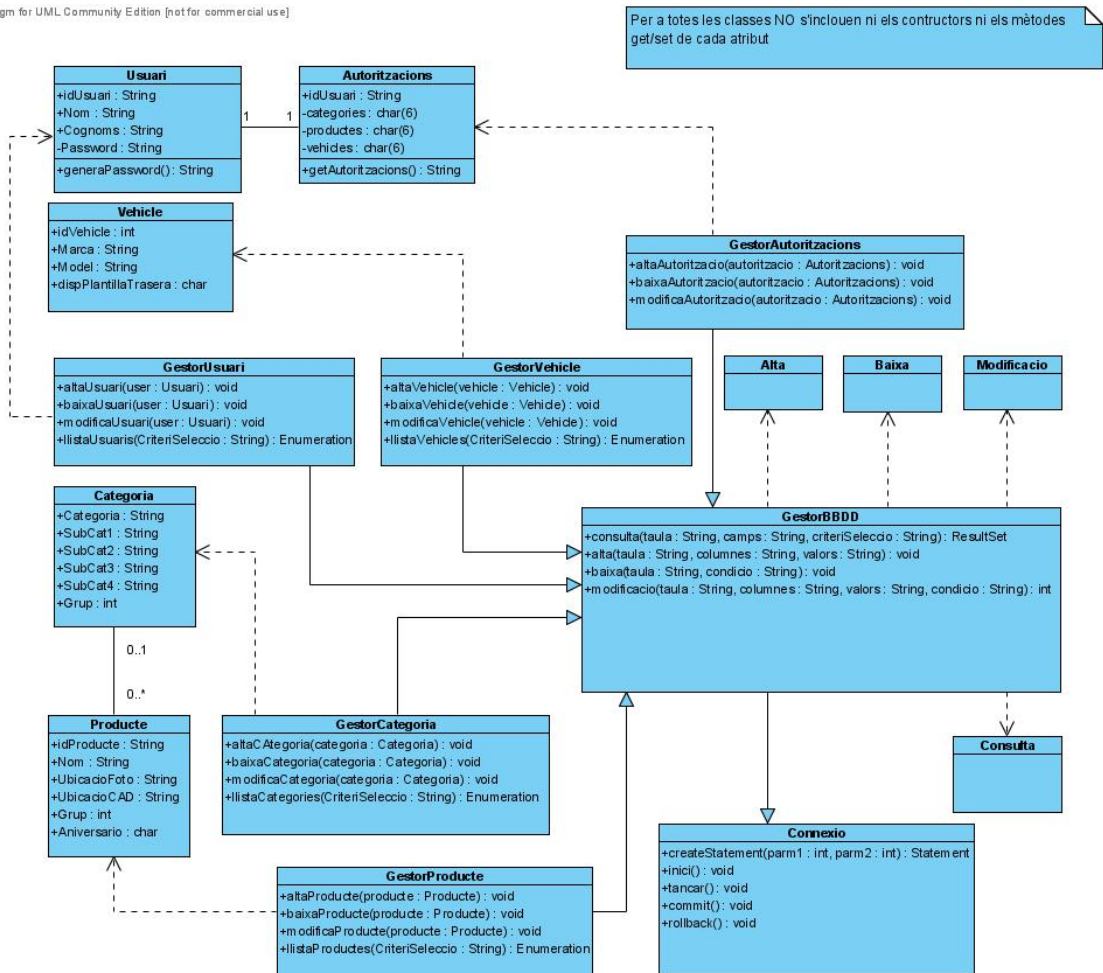 gm for UML Community Edition [not for commercial use]
Per a totes les classes NO s'inclouen ni els contructors ni els mètodes
get/set de cada atribut
Usuari
+idUsuari : String
+Nom : String
+Cognoms : String
-Password : String
+generaPassword() : String
1
1
Autoritzacions
+idUsuari : String
-categories : char(6)
-productes : char(6)
-vehicles : char(6)
+getAutoritzacions() : String
Vehicle
+idVehicle : int
+Marca : String
+Model : String
+dispPlantillaTrasera : char
GestorAutoritzacions
+altaAutoritzacio(autoritzacio : Autoritzacions) : void
+baixaAutoritzacio(autoritzacio : Autoritzacions) : void
+modificaAutoritzacio(autoritzacio : Autoritzacions) : void
GestorUsuari
+altaUsuari(user : Usuari) : void
+baixaUsuari(user : Usuari) : void
+modificaUsuari(user : Usuari) : void
+llistaUsuaris(CriteriSeleccio : String) : Enumeration
GestorVehicle
+altaVehicle(vehicle : Vehicle) : void
+baixaVehicle(vehicle : Vehicle) : void
+modificaVehicle(vehicle : Vehicle) : void
+llistaVehicles(CriteriSeleccio : String) : Enumeration
Alta
Baixa
Modificacio
Categoria
+Categoria : String
+SubCat1 : String
+SubCat2 : String
+SubCat3 : String
+SubCat4 : String
+Grup : int
GestorBBDD
+consulta(taula : String, camps : String, criteriSeleccio : String) : ResultSet
+alta(taula : String, columnes : String, valors : String) : void
+baixa(taula : String, condicio : String) : void
+modificacio(taula : String, columnes : String, valors : String, condicio : String) : int
0..1
0..*
Producte
+idProducte : String
+Nom : String
+UbicacioFoto : String
+UbicacioCAD : String
+Grup : int
+Aniversario : char
GestorCategoria
+altaCAtegoria(categoria : Categoria) : void
+baixaCategoria(categoria : Categoria) : void
+modificaCategoria(categoria : Categoria) : void
+llistaCategories(CriteriSeleccio : String) : Enumeration
Consulta
GestorProducte
+altaProducte(producte : Producte) : void
+baixaProducte(producte : Producte) : void
+modificaProducte(producte : Producte) : void
+llistaProductes(CriteriSeleccio : String) : Enumeration
Connexio
+createStatement(parm1 : int, parm2 : int) : Statement
+inici() : void
+tancar() : void
+commit() : void
+rollback() : void